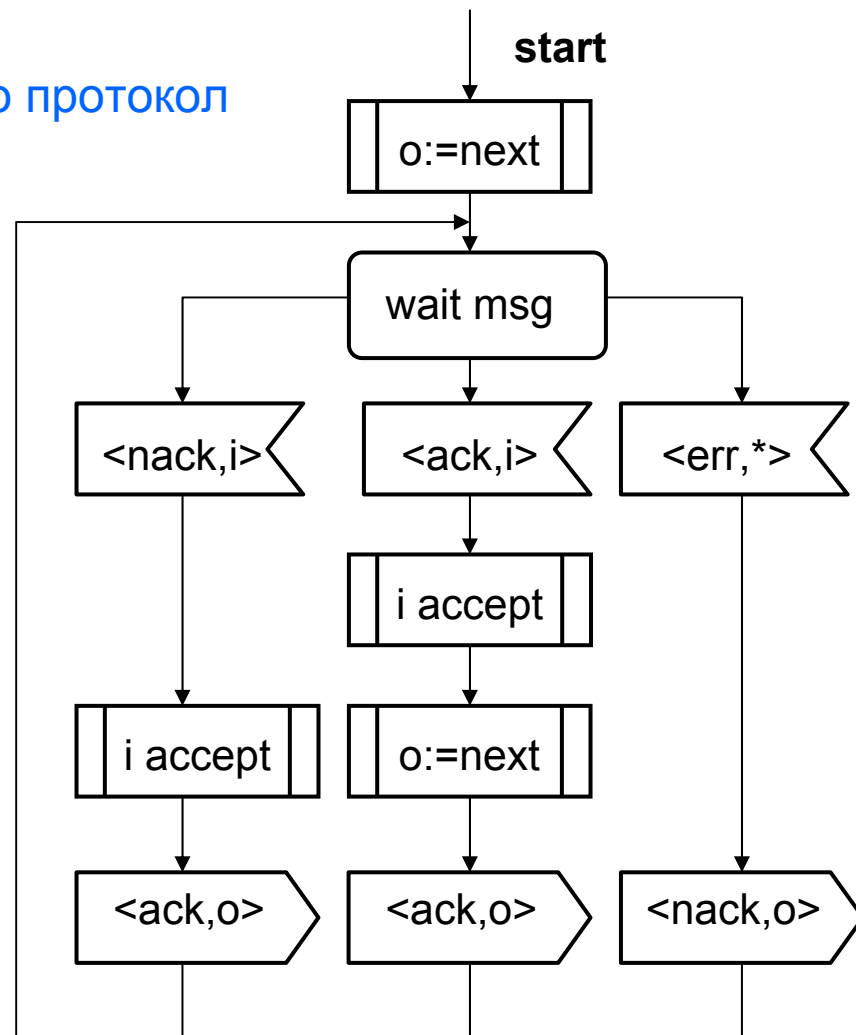 start
о протокол
o:=next
wait msg
<nack,i>
<ack,i>
<err,*>
i accept
i accept
o:=next
<ack,o>
<ack,o>
<nack,o>